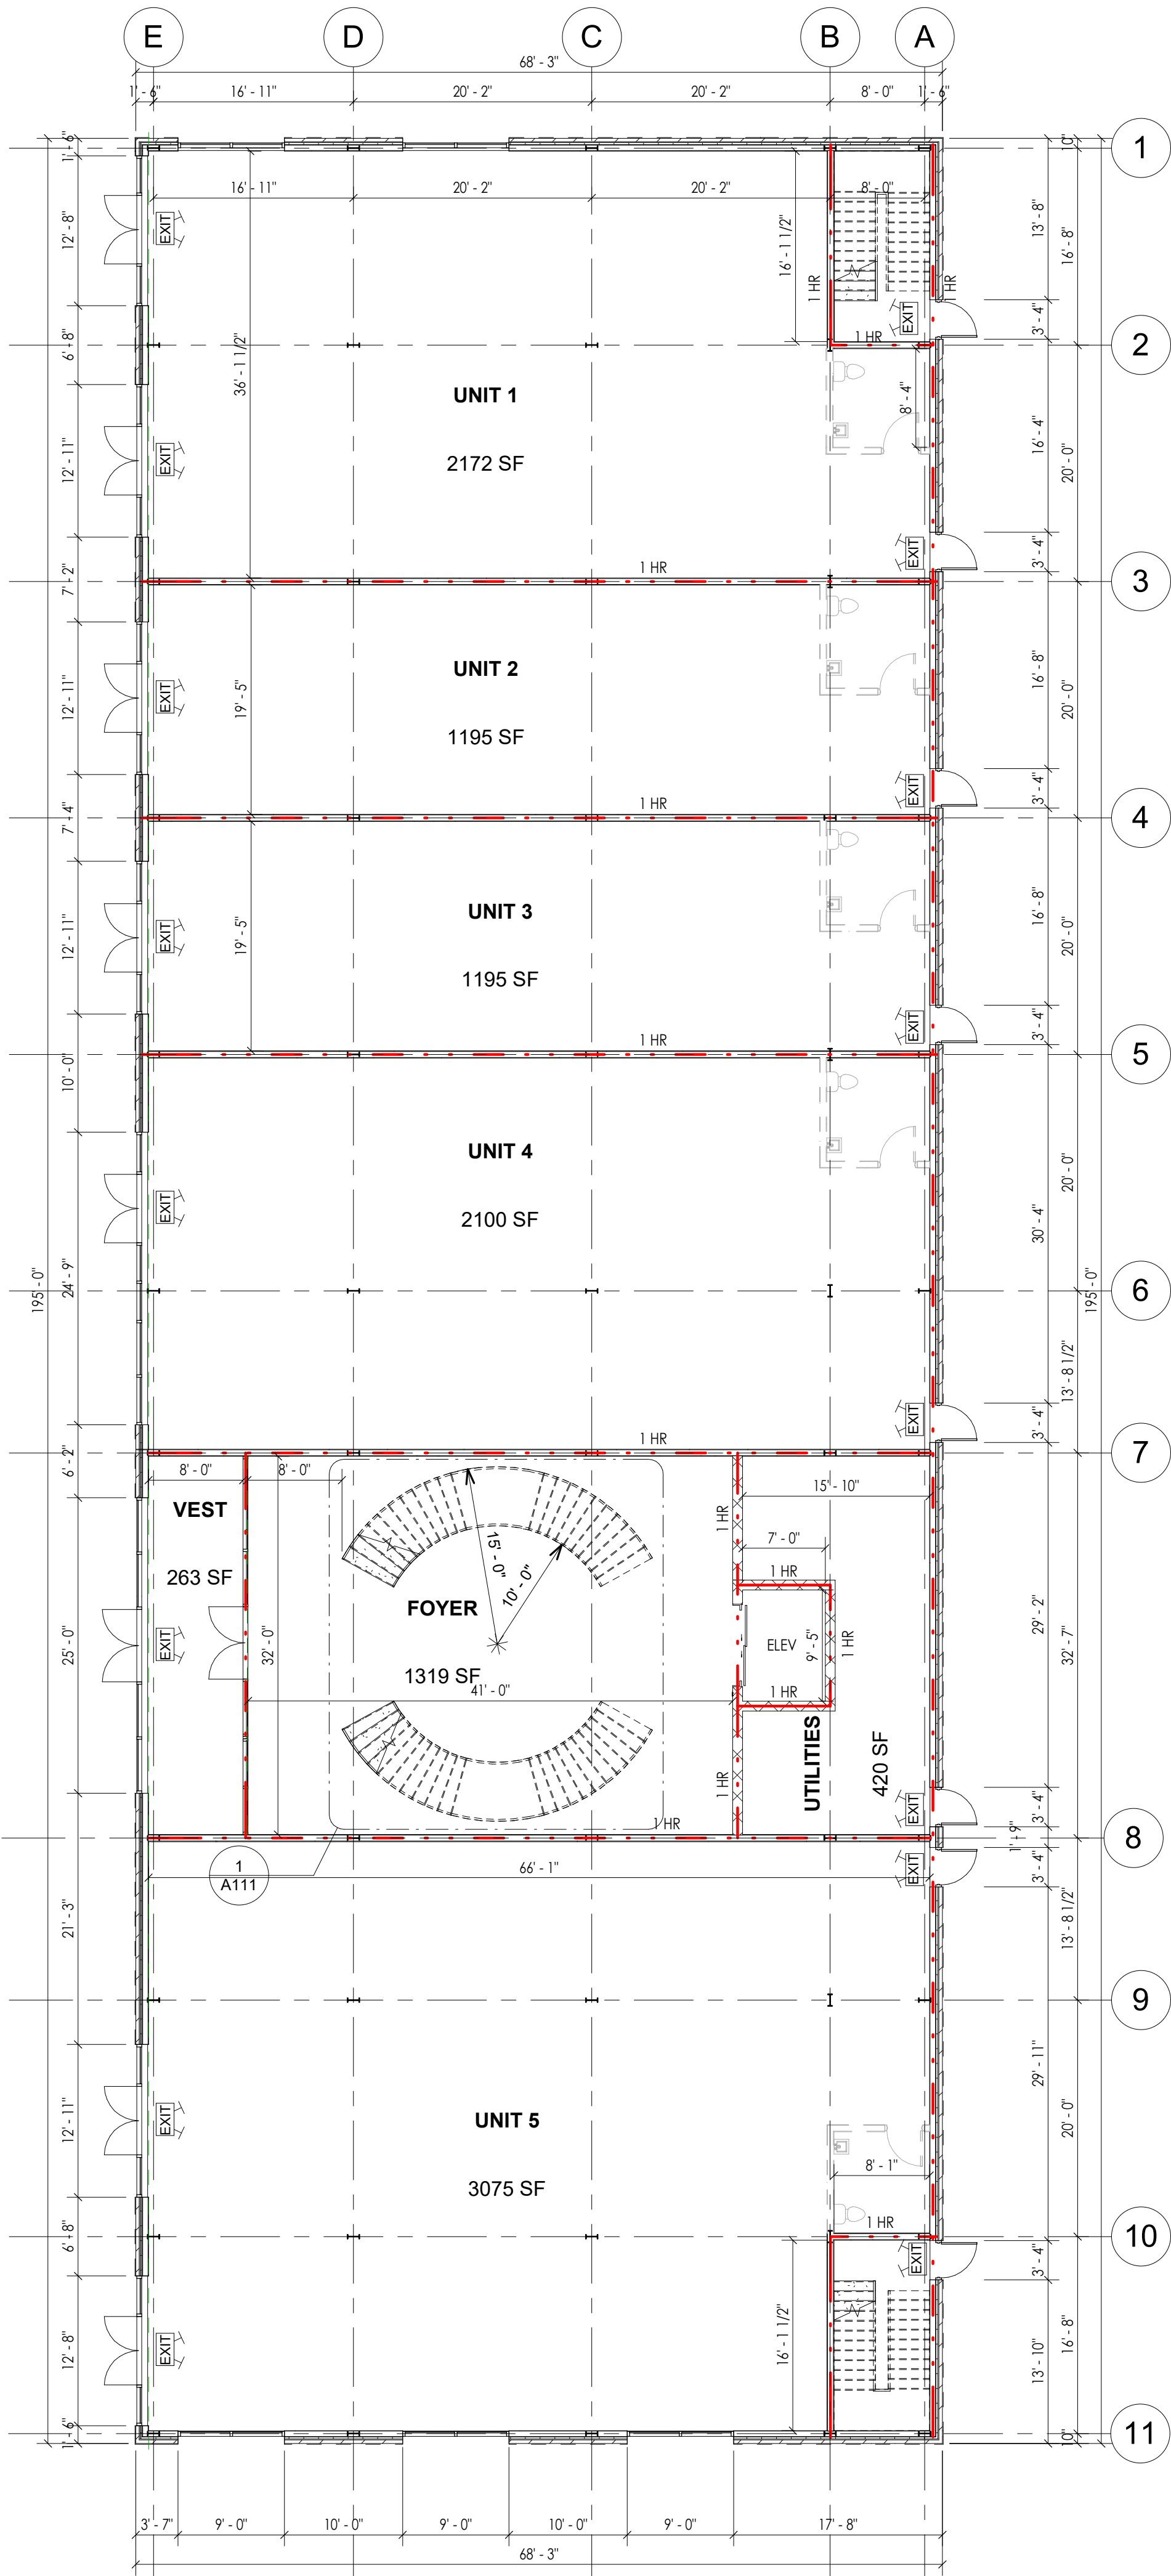 E D C B A
68' - 3"
1' - 6" 16' - 11" 20' - 2" 20' - 2" 8' - 0" 1' - 6"
1' - 6" 10" 1
16' - 11" 20' - 2" 20' - 2" 8' - 0"
12' - 8" EXIT 16' - 1 1/2" 13' - 8" 16' - 8"
1 HR 1 HR
EXIT 3' - 4"
1 HR
6' - 8" 36' - 1 1/2" 2
UNIT 1 8' - 4"
12' - 11" EXIT 2172 SF 16' - 4" 20' - 0"
EXIT 3' - 4"
7' - 2" 1 HR 3
UNIT 2
12' - 11" EXIT 19' - 5" 16' - 8" 20' - 0"
1195 SF
EXIT 3' - 4"
7' - 4" 1 HR 4
UNIT 3
12' - 11" EXIT 19' - 5" 16' - 8" 20' - 0"
1195 SF
EXIT 3' - 4"
10' - 0" 1 HR 5
UNIT 4
EXIT 2100 SF 30' - 4" 20' - 0"
195' - 0" 24' - 9" 6 195' - 0"
13' - 8 1/2"
EXIT 3' - 4"
1 HR 7
6' - 2" 8' - 0" 8' - 0" 15' - 10"
VEST 1 HR
15' - 0" 7' - 0"
263 SF 10' - 0" 1 HR
FOYER 29' - 2" 32' - 7"
25' - 0" EXIT 32' - 0" ELEV 9' - 5" 1 HR
1319 SF
41' - 0" 1 HR
UTILITIES 420 SF
1 HR EXIT 3' - 4"
1 HR 1' - 9" 8
1
A111
66' - 1" EXIT 3' - 4"
21' - 3" 13' - 8 1/2"
9
29' - 11"
12' - 11" EXIT UNIT 5 20' - 0"
8' - 1"
3075 SF
1 HR
6' - 8" EXIT 3' - 4" 10
12' - 8" EXIT 16' - 1 1/2" 13' - 10" 16' - 8"
1' - 6" 10" 11
3' - 7" 9' - 0" 10' - 0" 9' - 0" 10' - 0" 9' - 0" 17' - 8"
68' - 3"